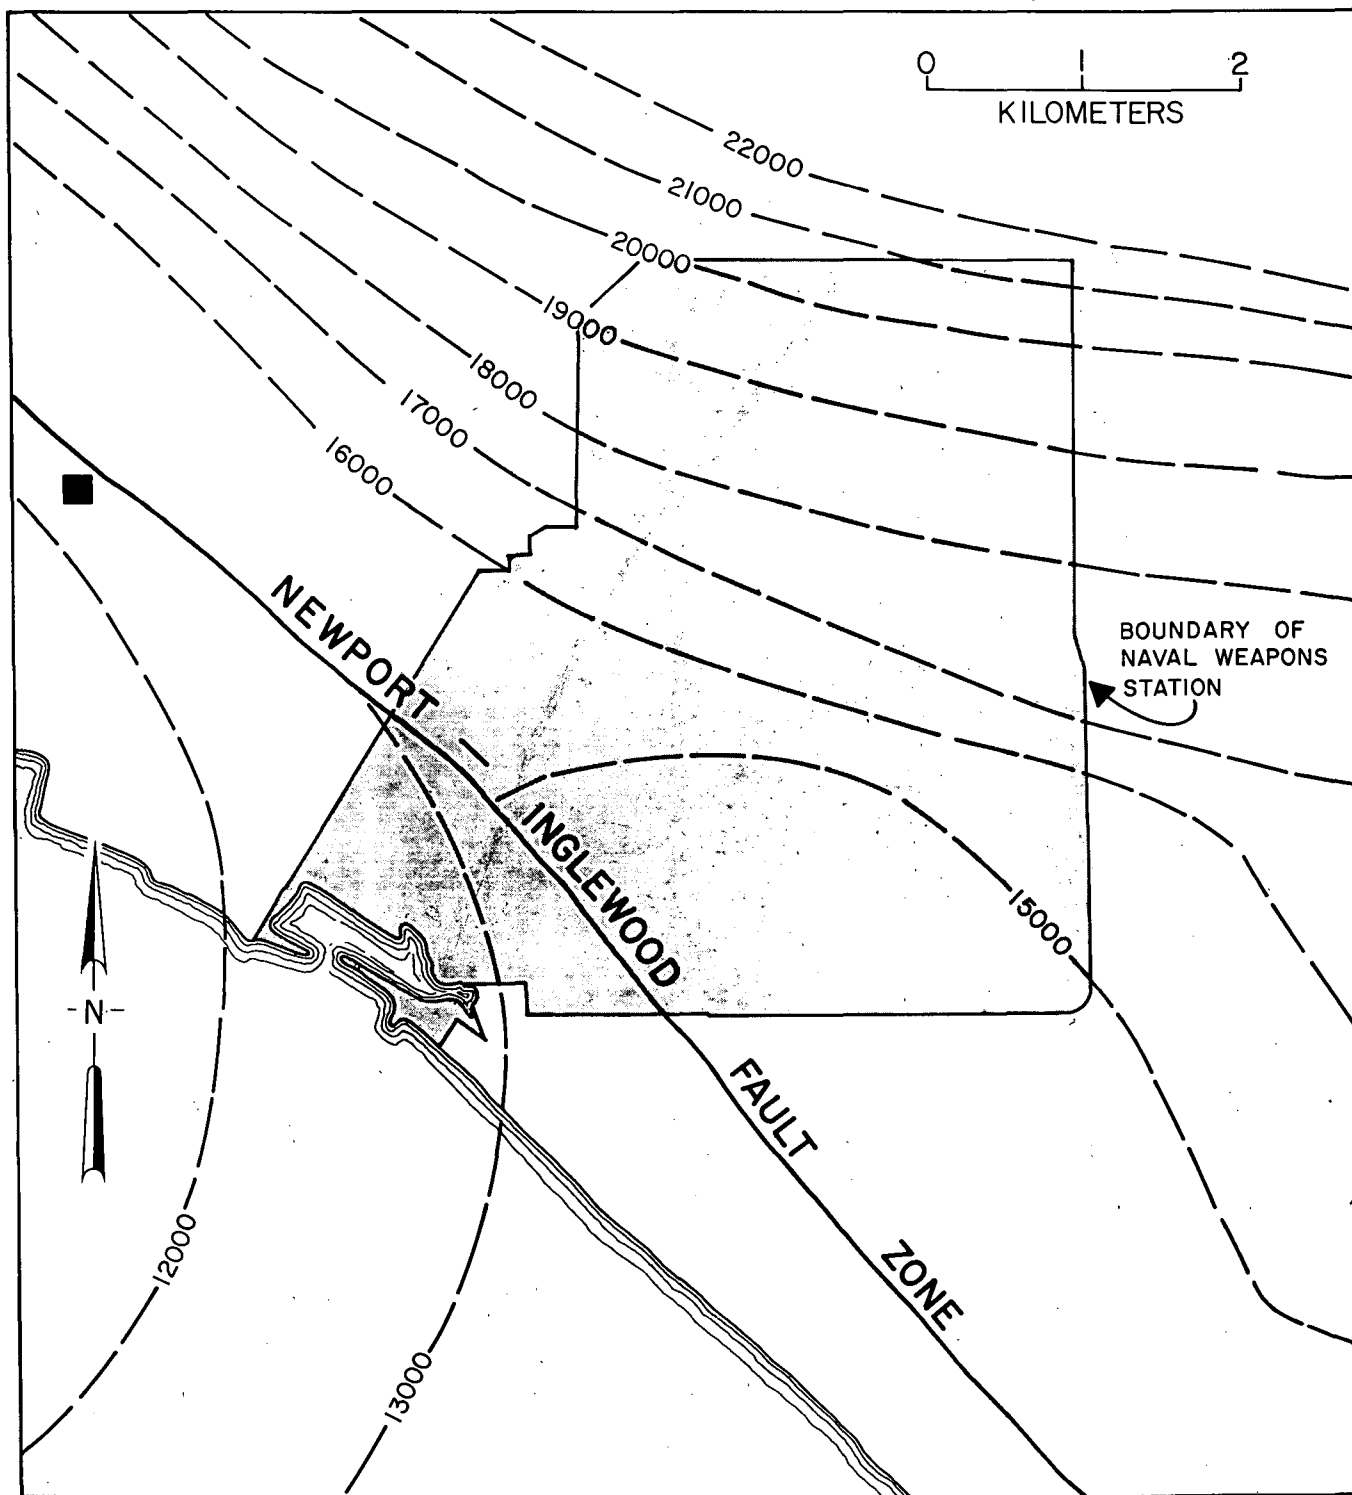 0 2
KILOMETERS
22000
21000
20000
19000
18000
17000
16000
NEWPORT
BOUNDARY OF
NAVAL WEAPONS
STATION
INGLEWOOD
15000
-N-
FAULT
ZONE
12000
13000